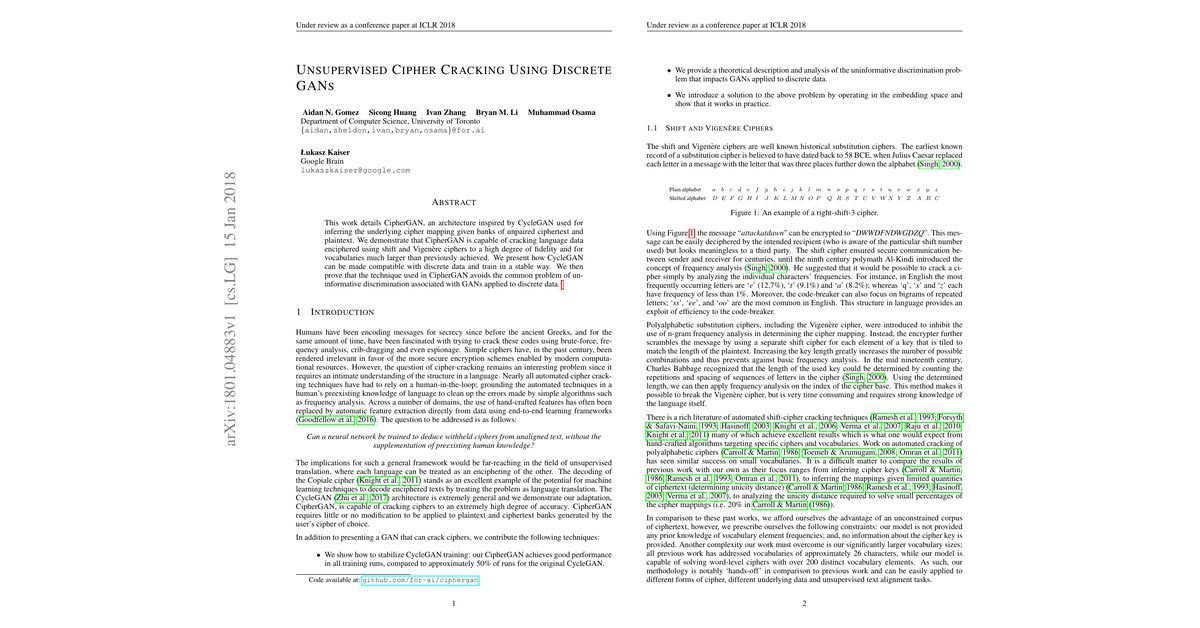 arXiv:1801.04883v1 [cs.LG] 15 Jan 2018
Under review as a conference paper at ICLR 2018
UNSUPERVISED CIPHER CRACKING USING DISCRETE
GANS
Aidan N. Gomez Sicong Huang Ivan Zhang Bryan M. Li Muhammad Osama
Department of Computer Science, University of Toronto
{aidan,sheldon,ivan,bryan,osama}@for.ai
Łukasz Kaiser
Google Brain
lukaszkaiser@google.com
ABSTRACT
This work details CipherGAN, an architecture inspired by CycleGAN used for
inferring the underlying cipher mapping given banks of unpaired ciphertext and
plaintext. We demonstrate that CipherGAN is capable of cracking language data
enciphered using shift and Vigenère ciphers to a high degree of fidelity and for
vocabularies much larger than previously achieved. We present how CycleGAN
can be made compatible with discrete data and train in a stable way. We then
prove that the technique used in CipherGAN avoids the common problem of un-
informative discrimination associated with GANs applied to discrete data.
1 INTRODUCTION
Humans have been encoding messages for secrecy since before the ancient Greeks, and for the
same amount of time, have been fascinated with trying to crack these codes using brute-force, fre-
quency analysis, crib-dragging and even espionage. Simple ciphers have, in the past century, been
rendered irrelevant in favor of the more secure encryption schemes enabled by modern computa-
tional resources. However, the question of cipher-cracking remains an interesting problem since it
requires an intimate understanding of the structure in a language. Nearly all automated cipher crack-
ing techniques have had to rely on a human-in-the-loop; grounding the automated techniques in a
human's preexisting knowledge of language to clean up the errors made by simple algorithms such
as frequency analysis. Across a number of domains, the use of hand-crafted features has often been
replaced by automatic feature extraction directly from data using end-to-end learning frameworks
(Goodfellow et al., 2016). The question to be addressed is as follows:
Can a neural network be trained to deduce withheld ciphers from unaligned text, without the
supplementation of preexisting human knowledge?
The implications for such a general framework would be far-reaching in the field of unsupervised
translation, where each language can be treated as an enciphering of the other. The decoding of
the Copiale cipher (Knight et al., 2011) stands as an excellent example of the potential for machine
learning techniques to decode enciphered texts by treating the problem as language translation. The
CycleGAN (Zhu et al., 2017) architecture is extremely general and we demonstrate our adaptation,
CipherGAN, is capable of cracking ciphers to an extremely high degree of accuracy. CipherGAN
requires little or no modification to be applied to plaintext and ciphertext banks generated by the
user's cipher of choice.
In addition to presenting a GAN that can crack ciphers, we contribute the following techniques:
• We show how to stabilize CycleGAN training: our CipherGAN achieves good performance
in all training runs, compared to approximately 50% of runs for the original CycleGAN.
Code available at: github.com/for-ai/ciphergan
1
Under review as a conference paper at ICLR 2018
• We provide a theoretical description and analysis of the uninformative discrimination prob-
lem that impacts GANs applied to discrete data.
• We introduce a solution to the above problem by operating in the embedding space and
show that it works in practice.
1.1 SHIFT AND VIGENÈRE CIPHERS
The shift and Vigenère ciphers are well known historical substitution ciphers. The earliest known
record of a substitution cipher is believed to have dated back to 58 BCE, when Julius Caesar replaced
each letter in a message with the letter that was three places further down the alphabet (Singh, 2000).
Plain alphabet a b c d e f g h i j k l m n o p q r s t u v w x y z
Shifted alphabet D E F G H I J K L M N O P Q R S T U V W X Y Z A B C
Figure 1: An example of a right-shift-3 cipher.
Using Figure 1, the message "attackatdawn" can be encrypted to "DWWDFNDWGDZQ". This mes-
sage can be easily deciphered by the intended recipient (who is aware of the particular shift number
used) but looks meaningless to a third party. The shift cipher ensured secure communication be-
tween sender and receiver for centuries, until the ninth century polymath Al-Kindi introduced the
concept of frequency analysis (Singh, 2000). He suggested that it would be possible to crack a ci-
pher simply by analyzing the individual characters' frequencies. For instance, in English the most
frequently occurring letters are 'e' (12.7%), 't' (9.1%) and 'a' (8.2%); whereas 'q', 'x' and 'z' each
have frequency of less than 1%. Moreover, the code-breaker can also focus on bigrams of repeated
letters; 'ss', 'ee', and 'oo' are the most common in English. This structure in language provides an
exploit of efficiency to the code-breaker.
Polyalphabetic substitution ciphers, including the Vigenère cipher, were introduced to inhibit the
use of n-gram frequency analysis in determining the cipher mapping. Instead, the encrypter further
scrambles the message by using a separate shift cipher for each element of a key that is tiled to
match the length of the plaintext. Increasing the key length greatly increases the number of possible
combinations and thus prevents against basic frequency analysis. In the mid nineteenth century,
Charles Babbage recognized that the length of the used key could be determined by counting the
repetitions and spacing of sequences of letters in the cipher (Singh, 2000). Using the determined
length, we can then apply frequency analysis on the index of the cipher base. This method makes it
possible to break the Vigenère cipher, but is very time consuming and requires strong knowledge of
the language itself.
There is a rich literature of automated shift-cipher cracking techniques (Ramesh et al., 1993; Forsyth
& Safavi-Naini, 1993; Hasinoff, 2003; Knight et al., 2006; Verma et al., 2007; Raju et al., 2010;
Knight et al., 2011) many of which achieve excellent results which is what one would expect from
hand-crafted algorithms targeting specific ciphers and vocabularies. Work on automated cracking of
polyalphabetic ciphers (Carroll & Martin, 1986; Toemeh & Arumugam, 2008; Omran et al., 2011)
has seen similar success on small vocabularies. It is a difficult matter to compare the results of
previous work with our own as their focus ranges from inferring cipher keys (Carroll & Martin,
1986; Ramesh et al., 1993; Omran et al., 2011), to inferring the mappings given limited quantities
of ciphertext (determining unicity distance) (Carroll & Martin, 1986; Ramesh et al., 1993; Hasinoff,
2003; Verma et al., 2007), to analyzing the unicity distance required to solve small percentages of
the cipher mappings (i.e. 20% in Carroll & Martin (1986)).
In comparison to these past works, we afford ourselves the advantage of an unconstrained corpus
of ciphertext, however, we prescribe ourselves the following constraints: our model is not provided
any prior knowledge of vocabulary element frequencies; and, no information about the cipher key is
provided. Another complexity our work must overcome is our significantly larger vocabulary sizes;
all previous work has addressed vocabularies of approximately 26 characters, while our model is
capable of solving word-level ciphers with over 200 distinct vocabulary elements. As such, our
methodology is notably 'hands-off' in comparison to previous work and can be easily applied to
different forms of cipher, different underlying data and unsupervised text alignment tasks.
2